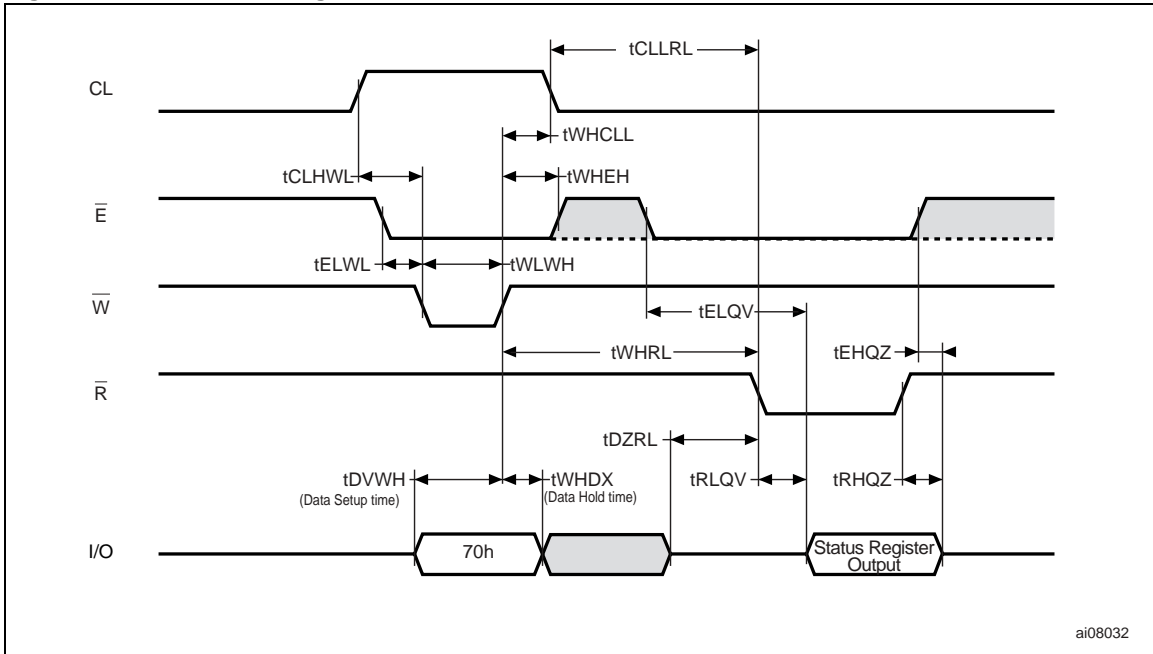 tCLLRL
CL
tWHCLL
tCLHWL
tWHEH
E
tELWL
tWLWH
W
tELQV
tWHRL
tEHQZ
R
tDZRL
tDVWH
(Data Setup time)
tWHDX
(Data Hold time)
tRLQV
tRHQZ
I/O
70h
Status Register
Output
ai08032